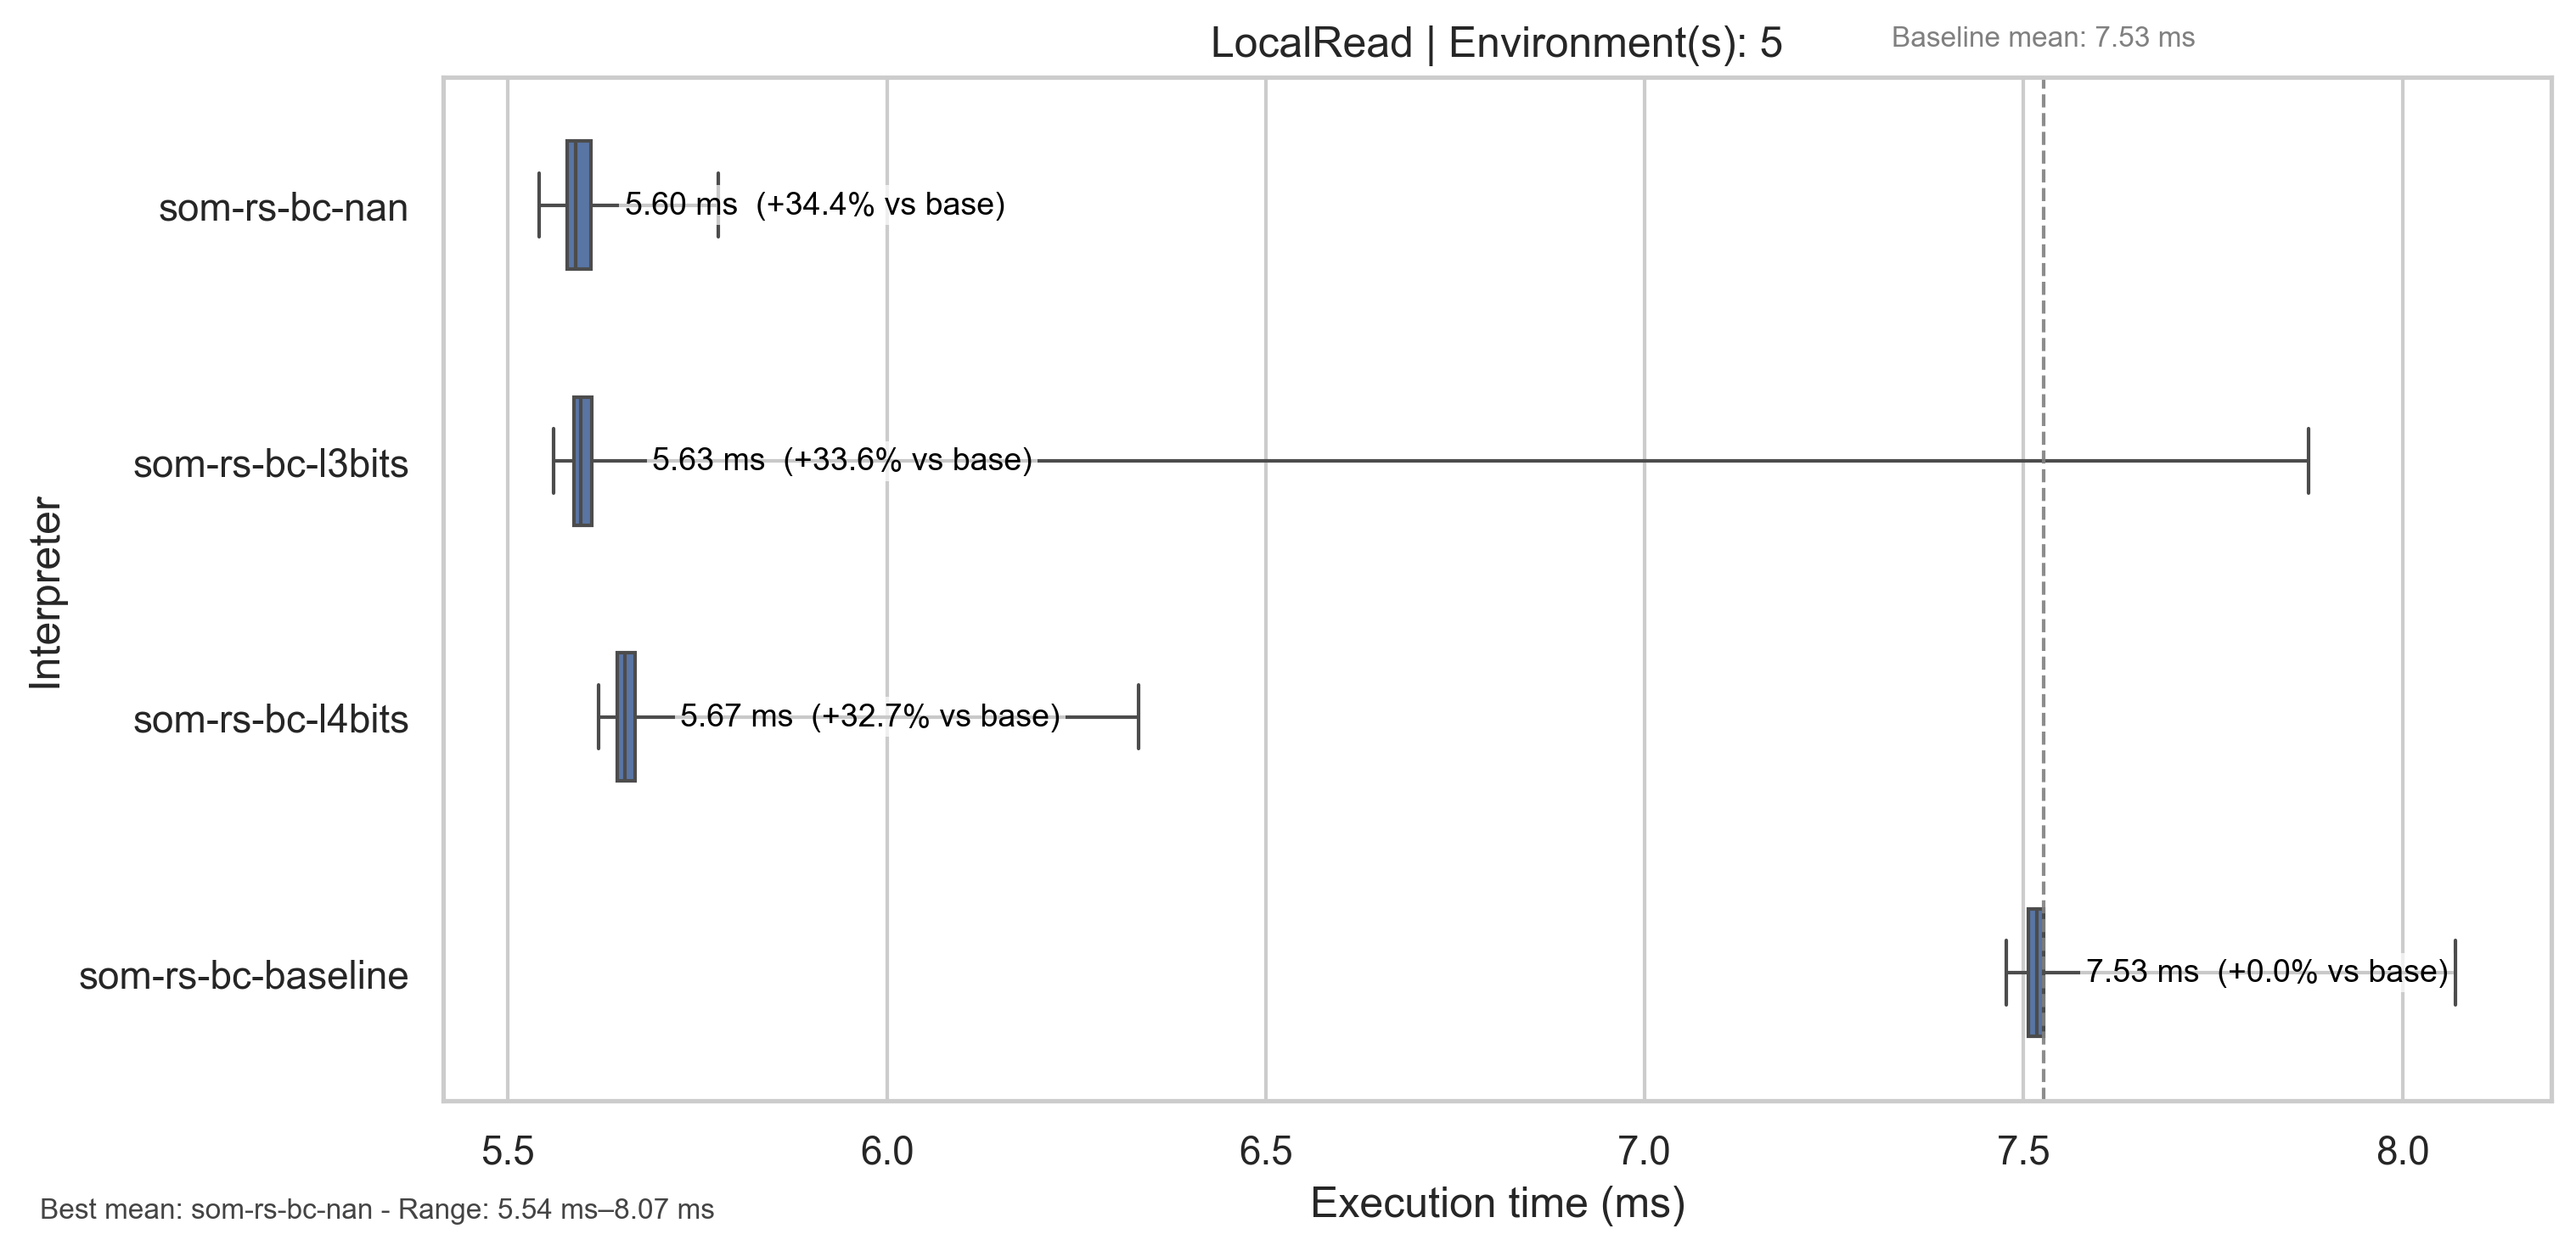 LocalRead | Environment(s): 5
Baseline mean: 7.53 ms
Interpreter
som-rs-bc-nan
5.60 ms (+34.4% vs base)
som-rs-bc-l3bits
5.63 ms (+33.6% vs base)
som-rs-bc-l4bits
5.67 ms (+32.7% vs base)
som-rs-bc-baseline
7.53 ms (+0.0% vs base)
5.5 6.0 6.5 7.0 7.5 8.0
Execution time (ms)
Best mean: som-rs-bc-nan - Range: 5.54 ms–8.07 ms